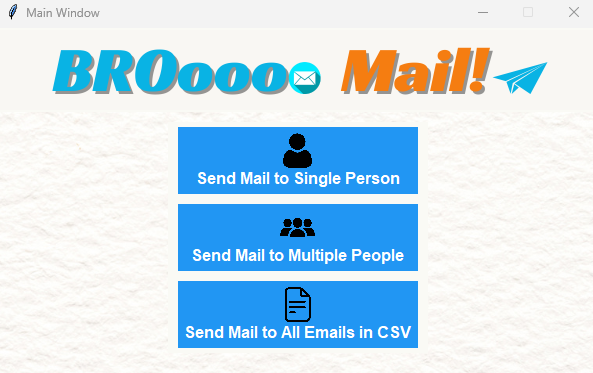 Main Window
BROoooo Mail!
Send Mail to Single Person
Send Mail to Multiple People
Send Mail to All Emails in CSV